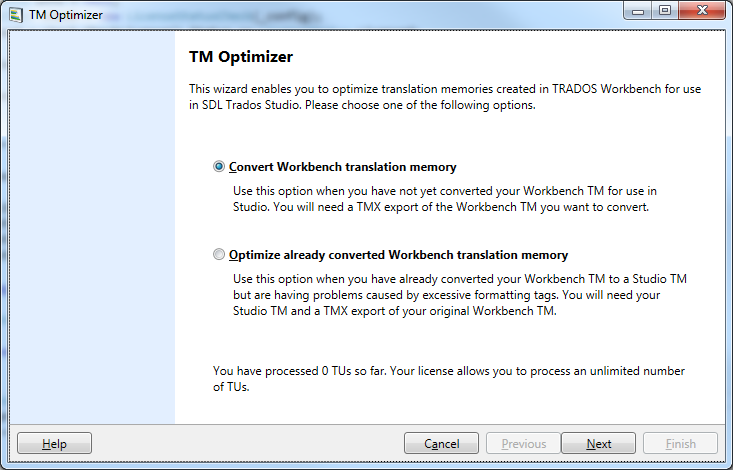 TM Optimizer
TM Optimizer
This wizard enables you to optimize translation memories created in TRADOS Workbench for use
in SDL Trados Studio. Please choose one of the following options.
Convert Workbench translation memory
Use this option when you have not yet converted your Workbench TM for use in
Studio. You will need a TMX export of the Workbench TM you want to convert.
Optimize already converted Workbench translation memory
Use this option when you have already converted your Workbench TM to a Studio TM
but are having problems caused by excessive formatting tags. You will need your
Studio TM and a TMX export of your original Workbench TM.
You have processed 0 TUs so far. Your license allows you to process an unlimited number
of TUs.
Help Cancel Previous Next Finish